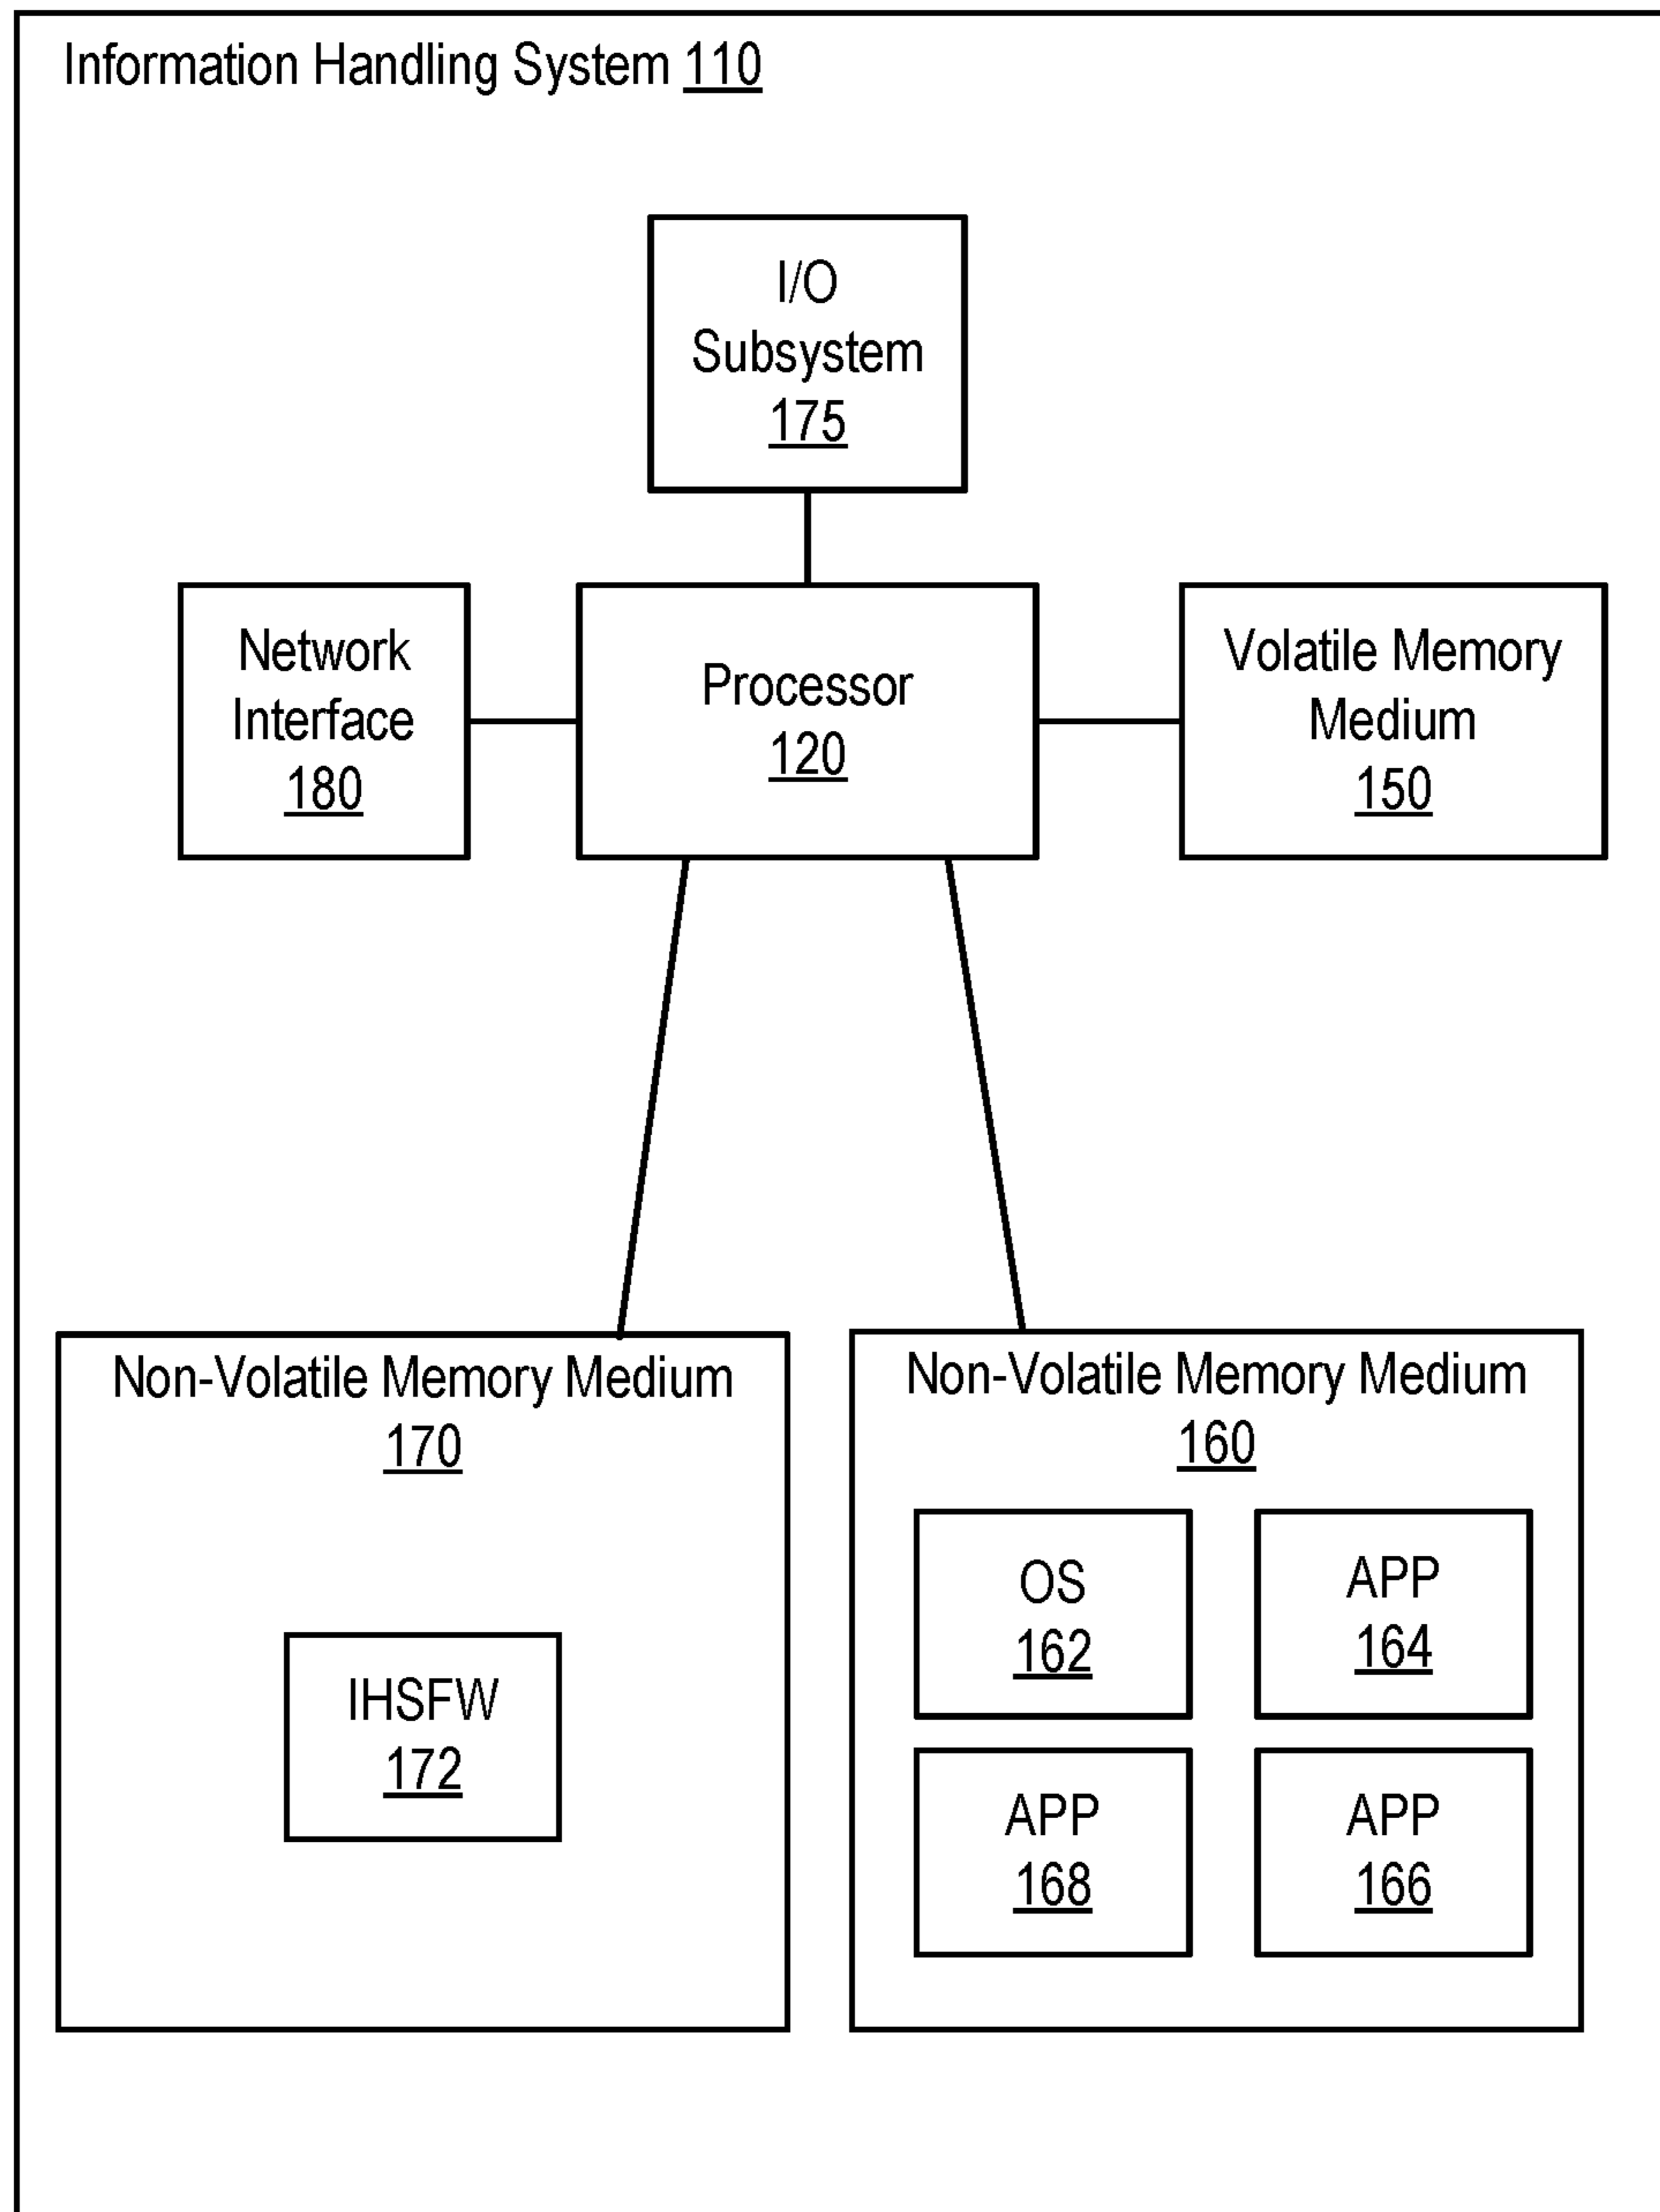 Information Handling System 110
I/O
Subsystem
175
Network
Interface
180
Processor
120
Volatile Memory
Medium
150
Non-Volatile Memory Medium
170
IHSFW
172
Non-Volatile Memory Medium
160
OS
162
APP
164
APP
168
APP
166